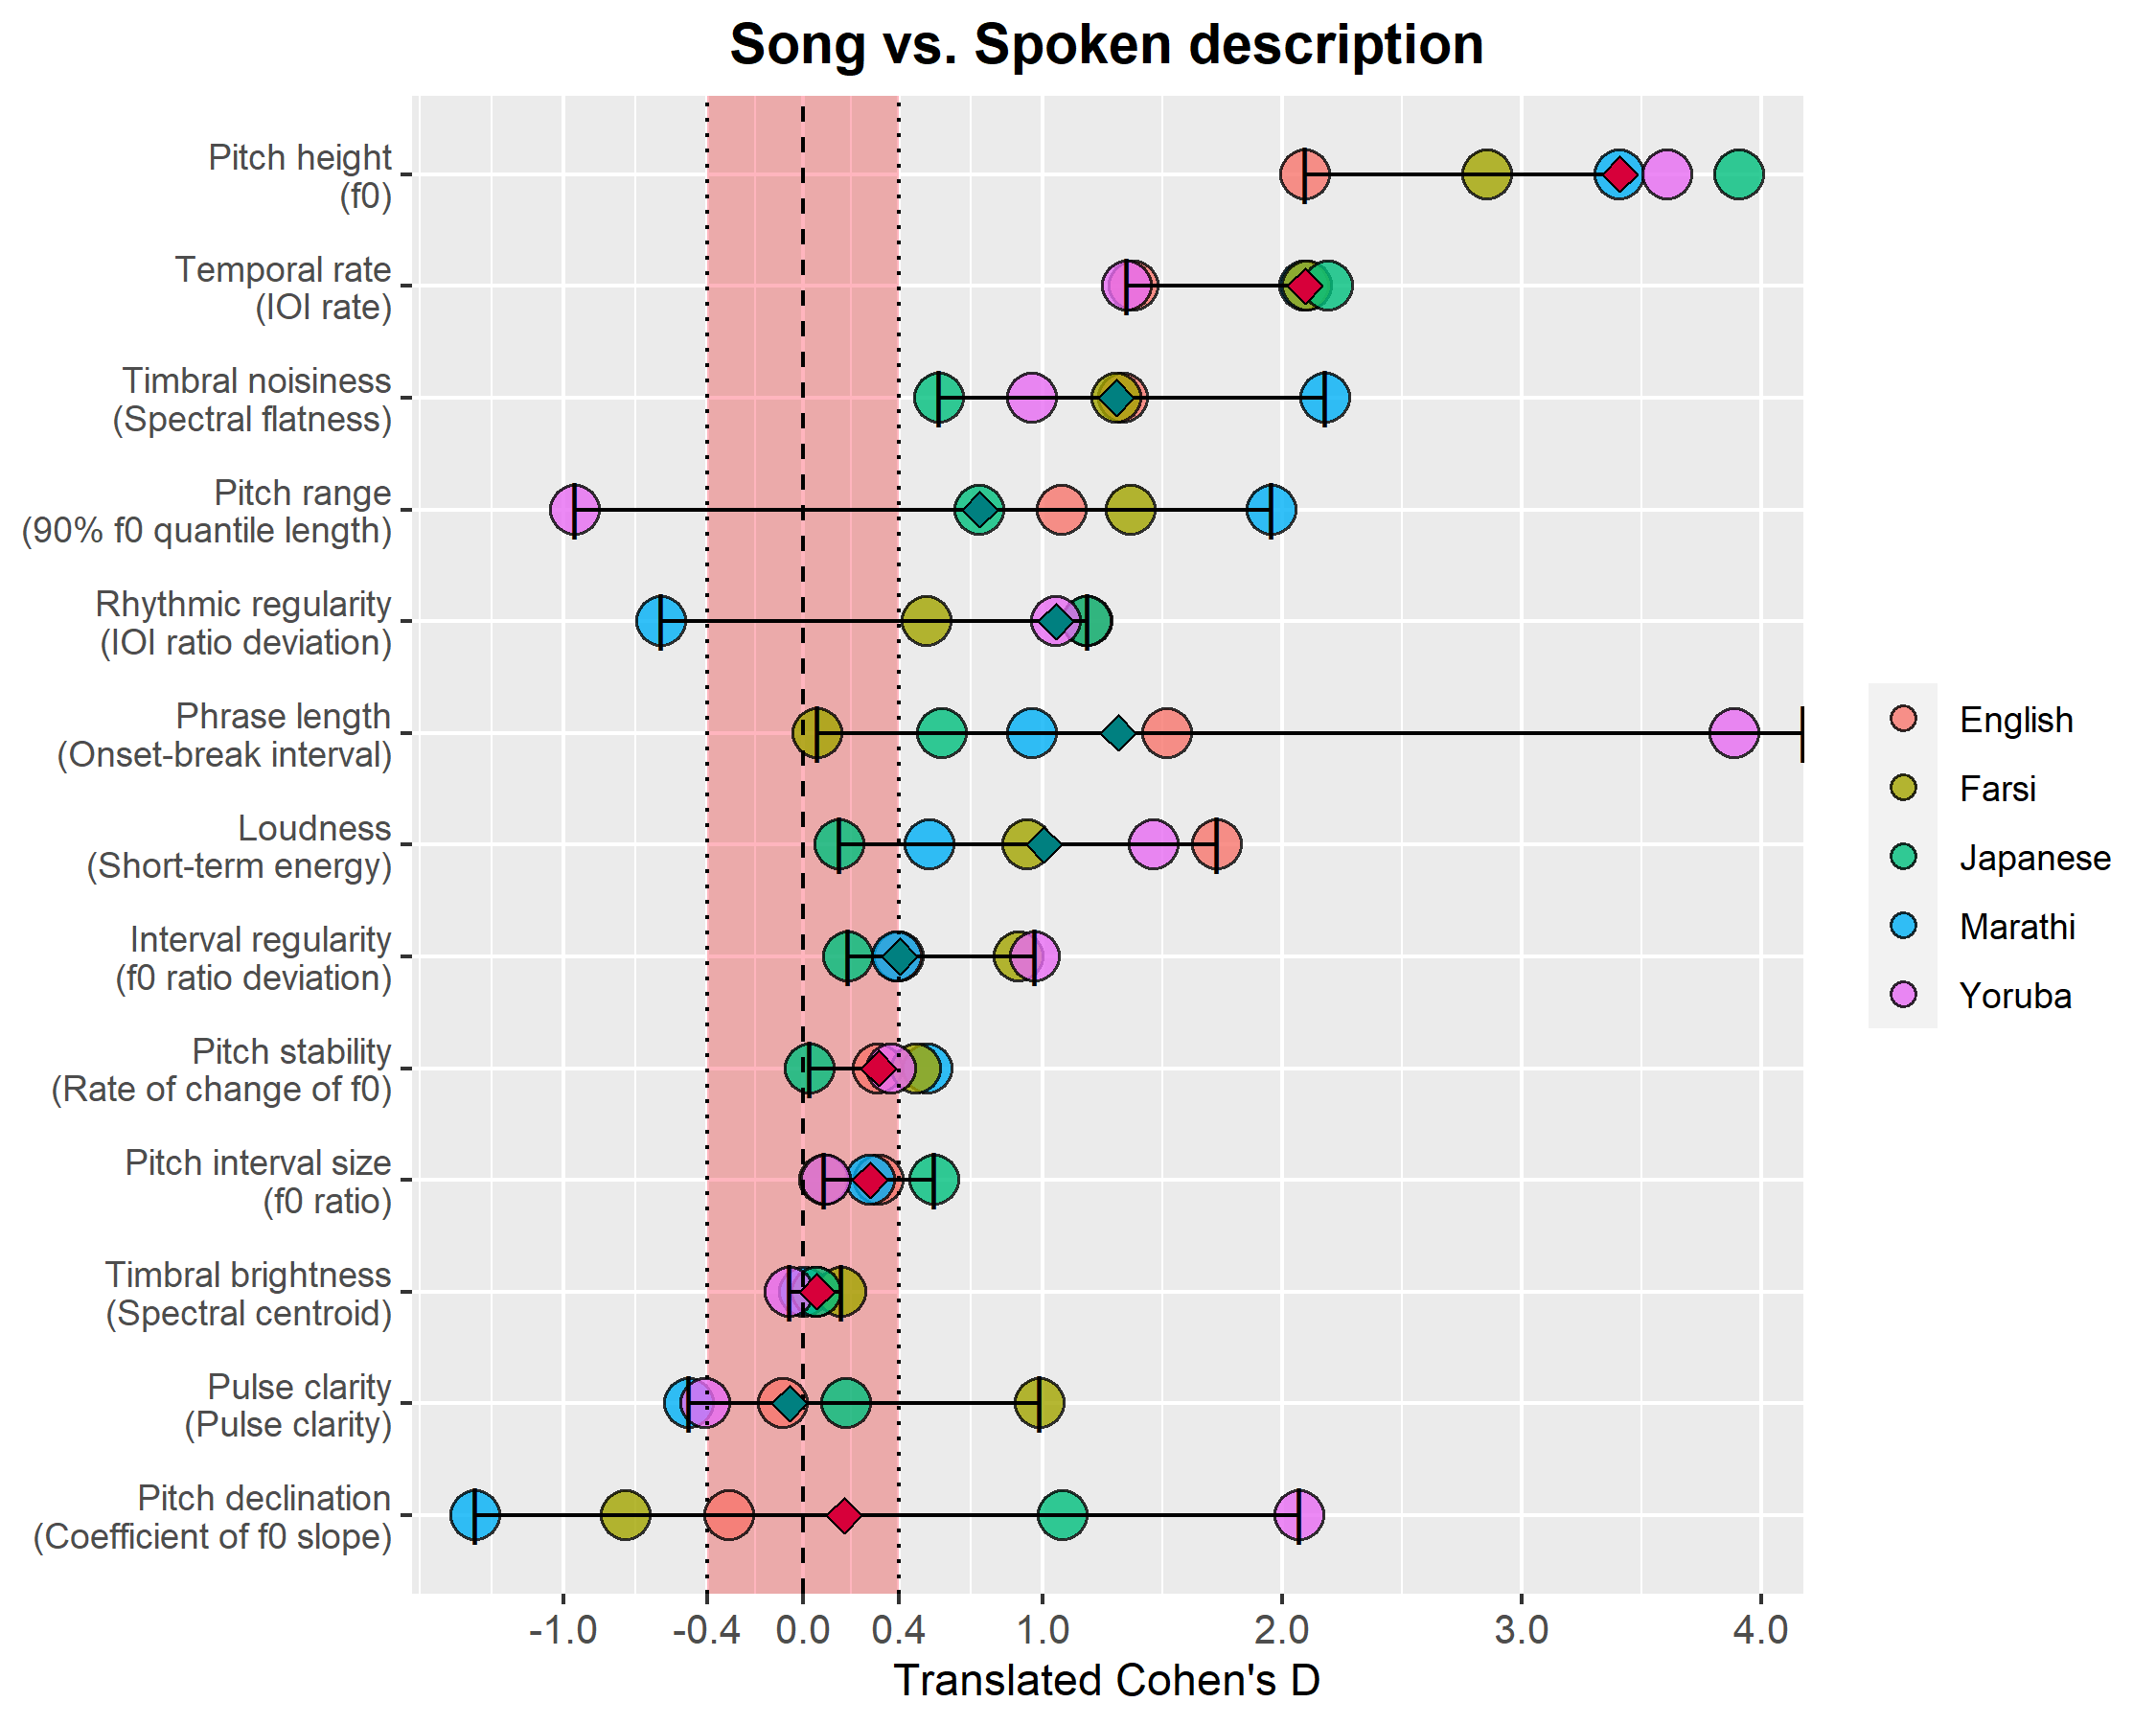 Song vs. Spoken description
Pitch height
(f0)
Temporal rate
(IOI rate)
Timbral noisiness
(Spectral flatness)
Pitch range
(90% f0 quantile length)
Rhythmic regularity
(IOI ratio deviation)
Phrase length
(Onset-break interval)
Loudness
(Short-term energy)
Interval regularity
(f0 ratio deviation)
Pitch stability
(Rate of change of f0)
Pitch interval size
(f0 ratio)
Timbral brightness
(Spectral centroid)
Pulse clarity
(Pulse clarity)
Pitch declination
(Coefficient of f0 slope)
-1.0 -0.4 0.0 0.4 1.0 2.0 3.0 4.0
Translated Cohen's D
English
Farsi
Japanese
Marathi
Yoruba